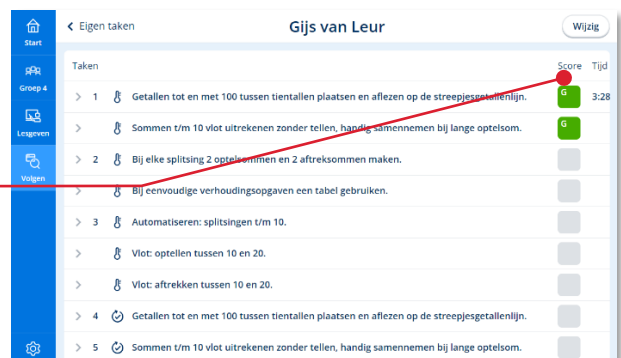 Start
Groep 4
Lesgeven
Volgen
Eigen taken
Gijs van Leur
Wijzig
Taken Score Tijd
1 Getallen tot en met 100 tussen tientallen plaatsen en aflezen op de streepjesgetallenlijn. G 3:28
Sommen t/m 10 vlot uitrekenen zonder tellen, handig samennemen bij lange optelsom. G
2 Bij elke splitsing 2 optelsommen en 2 aftreksommen maken.
Bij eenvoudige verhoudingsopgaven een tabel gebruiken.
3 Automatiseren: splitsingen t/m 10.
Vlot: optellen tussen 10 en 20.
Vlot: aftrekken tussen 10 en 20.
4 Getallen tot en met 100 tussen tientallen plaatsen en aflezen op de streepjesgetallenlijn.
5 Sommen t/m 10 vlot uitrekenen zonder tellen, handig samennemen bij lange optelsom.